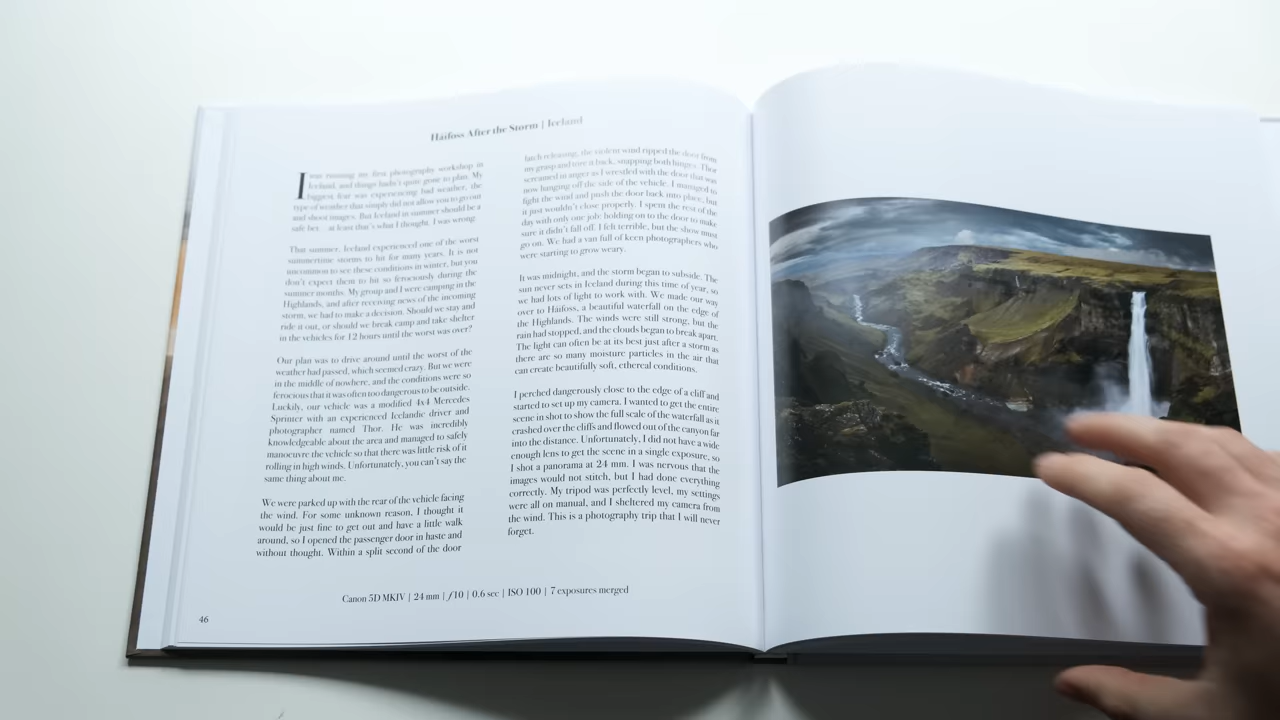 Haifoss After the Storm | Iceland
I was running my first photography workshop in
Iceland, and things hadn't quite gone to plan. My
biggest fear was experiencing bad weather, the
type of weather that simply did not allow you to go out
and shoot images. But Iceland in summer should be a
safe bet... at least that's what I thought. I was wrong.
That summer, Iceland experienced one of the worst
summertime storms to hit for many years. It is not
uncommon to see these conditions in winter, but you
don't expect them to hit so ferociously during the
summer months. My group and I were camping in the
Highlands, and after receiving news of the incoming
storm, we had to make a decision. Should we stay and
ride it out, or should we break camp and take shelter
in the vehicles for 12 hours until the worst was over?
Our plan was to drive around until the worst of the
weather had passed, which seemed crazy. But we were
in the middle of nowhere, and the conditions were so
ferocious that it was often too dangerous to be outside.
Luckily, our vehicle was a modified 4x4 Mercedes
Sprinter with an experienced Icelandic driver and
photographer named Thor. He was incredibly
knowledgeable about the area and managed to safely
manoeuvre the vehicle so that there was little risk of it
rolling in high winds. Unfortunately, you can't say the
same thing about me.
We were parked up with the rear of the vehicle facing
the wind. For some unknown reason, I thought it
would be just fine to get out and have a little walk
around, so I opened the passenger door in haste and
without thought. Within a split second of the door
latch releasing, the violent wind ripped the door from
my grasp and tore it back, snapping both hinges. Thor
screamed in anger as I wrestled with the door that was
now hanging off the side of the vehicle. I managed to
fight the wind and push the door back into place, but
it just wouldn't close properly. I spent the rest of the
day with only one job: holding on to the door to make
sure it didn't fall off. I felt terrible, but the show must
go on. We had a van full of keen photographers who
were starting to grow weary.
It was midnight, and the storm began to subside. The
sun never sets in Iceland during this time of year, so
we had lots of light to work with. We made our way
over to Haifoss, a beautiful waterfall on the edge of
the Highlands. The winds were still strong, but the
rain had stopped, and the clouds began to break apart.
The light can often be at its best just after a storm as
there are so many moisture particles in the air that
can create beautifully soft, ethereal conditions.
I perched dangerously close to the edge of a cliff and
started to set up my camera. I wanted to get the entire
scene in shot to show the full scale of the waterfall as it
crashed over the cliffs and flowed out of the canyon far
into the distance. Unfortunately, I did not have a wide
enough lens to get the scene in a single exposure, so
I shot a panorama at 24 mm. I was nervous that the
images would not stitch, but I had done everything
correctly. My tripod was perfectly level, my settings
were all on manual, and I sheltered my camera from
the wind. This is a photography trip that I will never
forget.
Canon 5D MKIV | 24 mm | ƒ10 | 0.6 sec | ISO 100 | 7 exposures merged
46